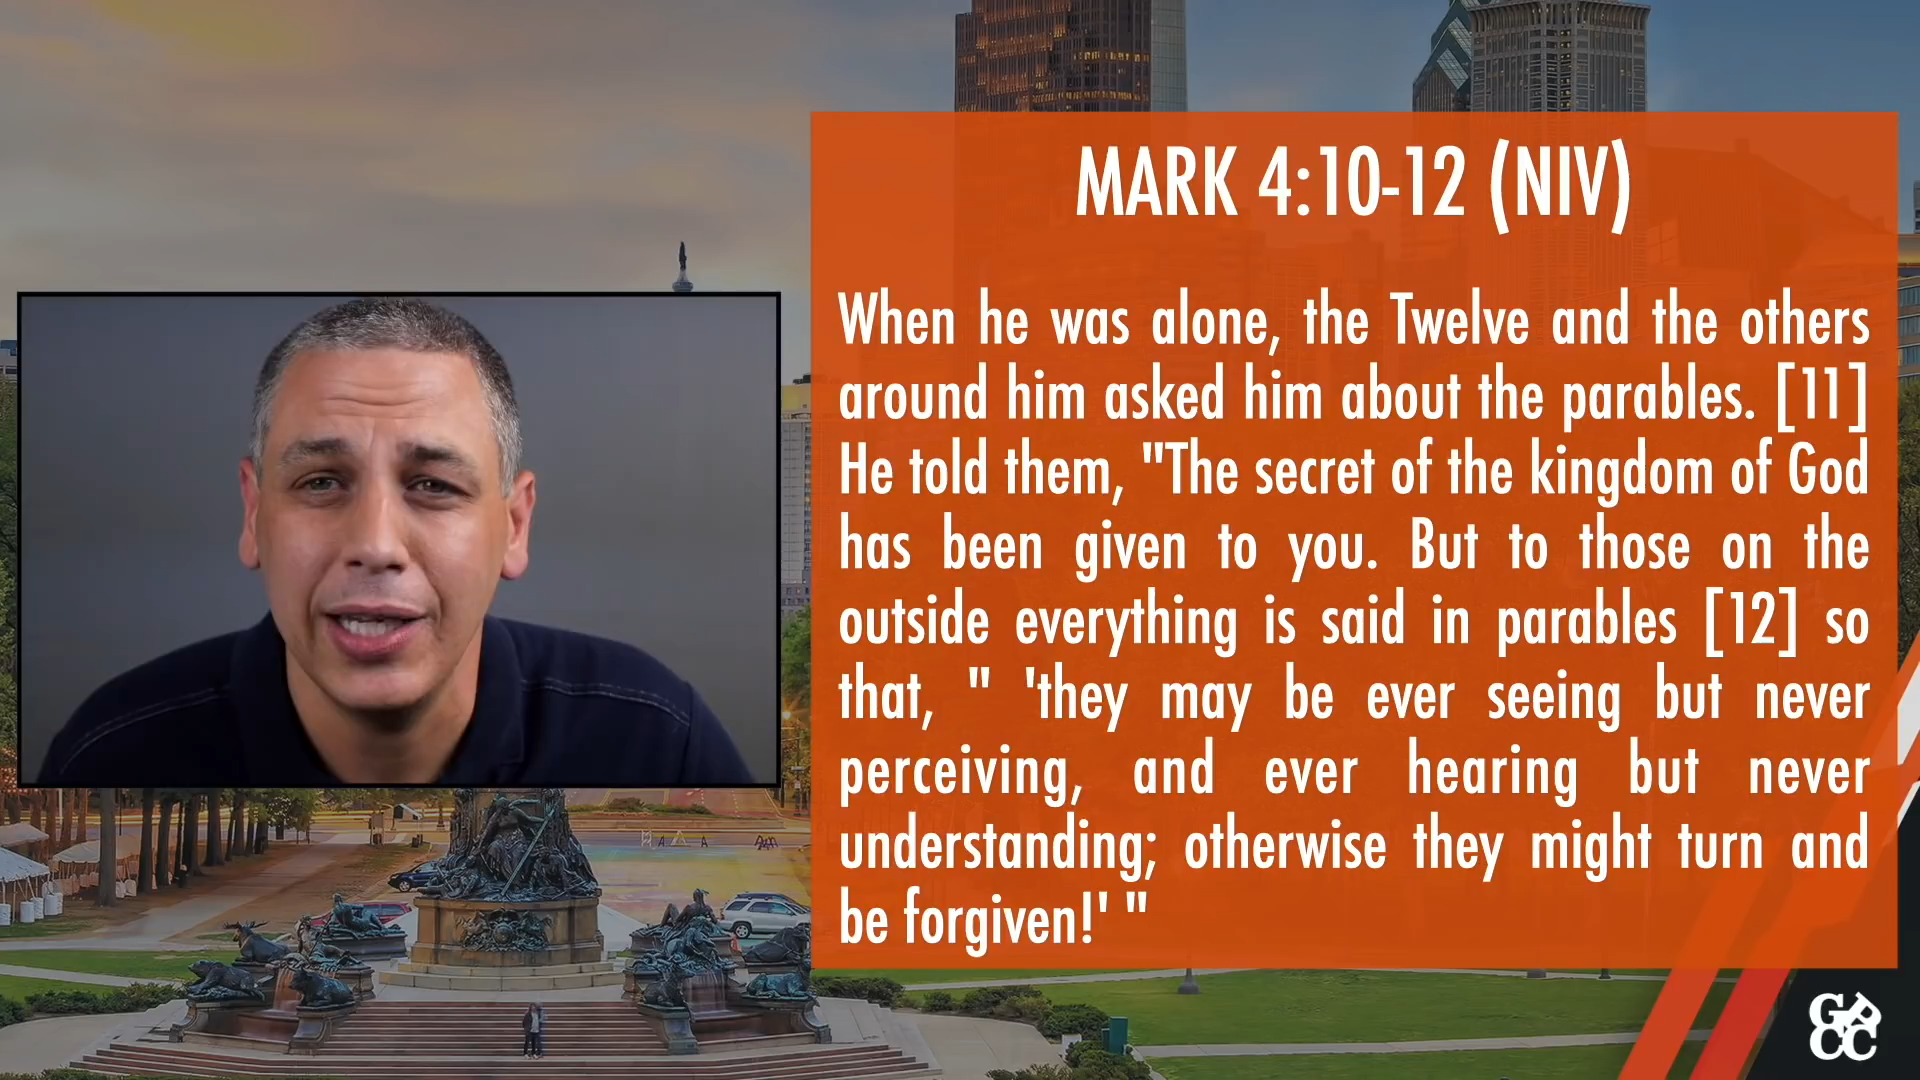 MARK 4:10-12 (NIV)
When he was alone, the Twelve and the others
around him asked him about the parables. [11]
He told them, "The secret of the kingdom of God
has been given to you. But to those on the
outside everything is said in parables [12] so
that, " 'they may be ever seeing but never
perceiving, and ever hearing but never
understanding; otherwise they might turn and
be forgiven!' "